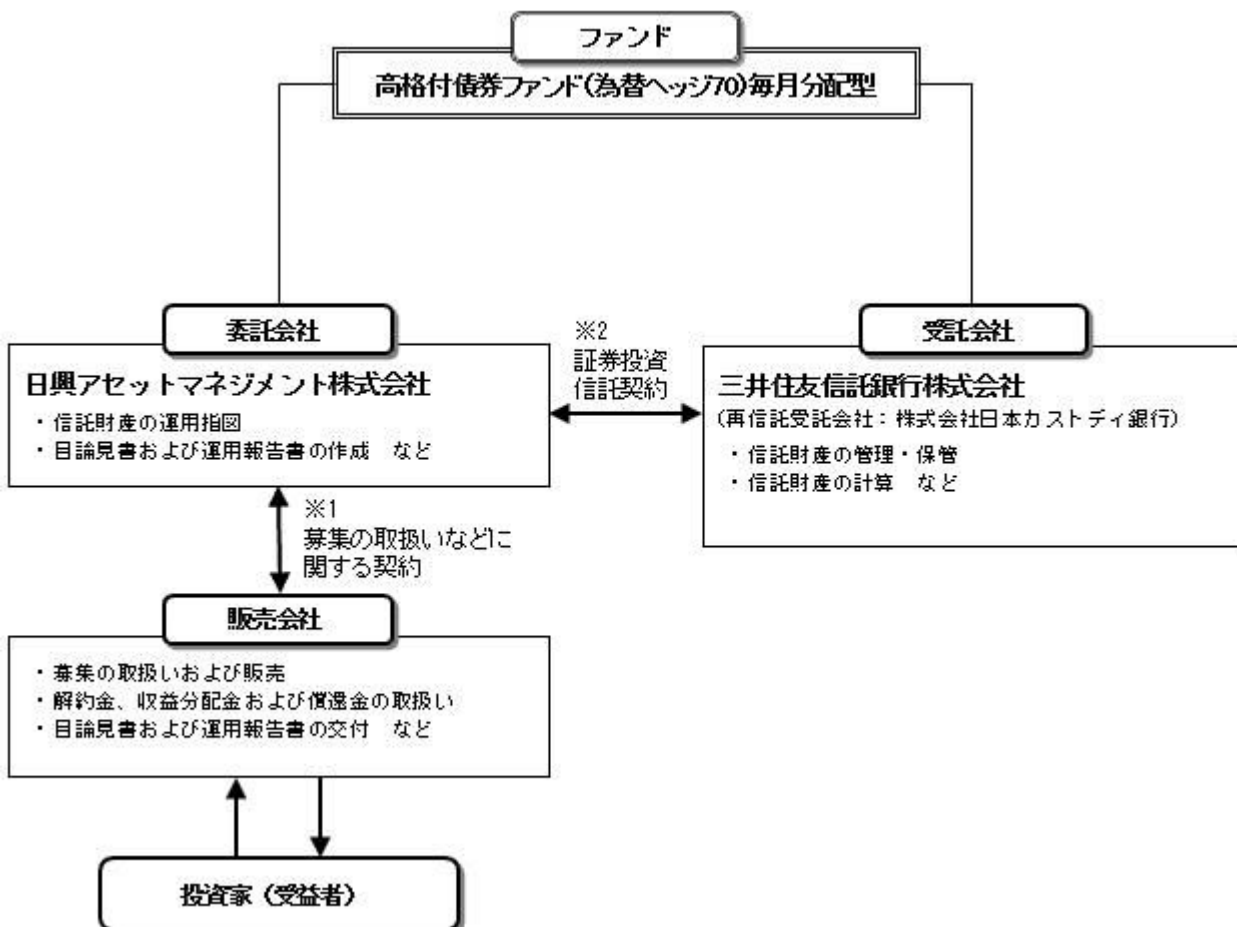 ファンド
高格付債券ファンド(為替ヘッジ70)毎月分配型
委託会社
日興アセットマネジメント株式会社
・信託財産の運用指図
・目論見書および運用報告書の作成　など
※2
証券投資
信託契約
受託会社
三井住友信託銀行株式会社
(再信託受託会社：株式会社日本カストディ銀行)
・信託財産の管理・保管
・信託財産の計算　など
※1
募集の取扱いなどに
関する契約
販売会社
・募集の取扱いおよび販売
・解約金、収益分配金および償還金の取扱い
・目論見書および運用報告書の交付　など
投資家（受益者）